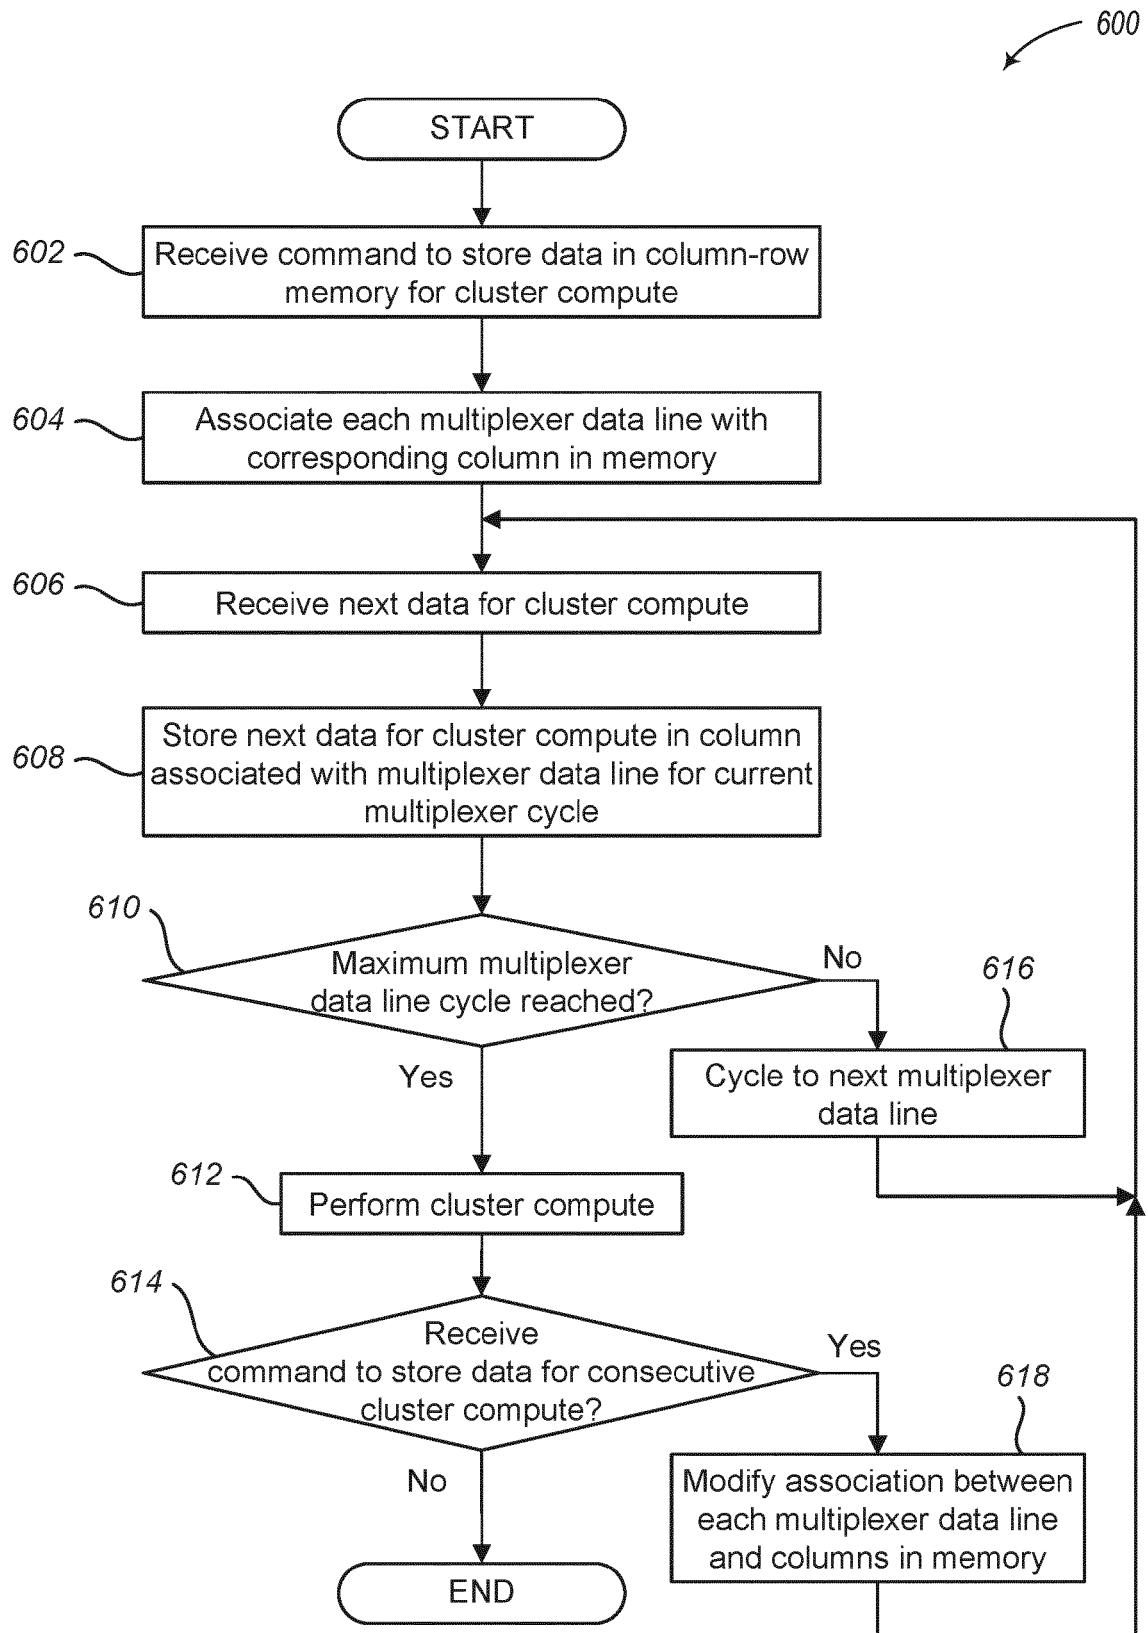 600
START
602
Receive command to store data in column-row
memory for cluster compute
604
Associate each multiplexer data line with
corresponding column in memory
606
Receive next data for cluster compute
608
Store next data for cluster compute in column
associated with multiplexer data line for current
multiplexer cycle
610
Maximum multiplexer
data line cycle reached?
No
616
Yes
Cycle to next multiplexer
data line
612
Perform cluster compute
614
Receive
command to store data for consecutive
cluster compute?
Yes
618
No
Modify association between
each multiplexer data line
and columns in memory
END